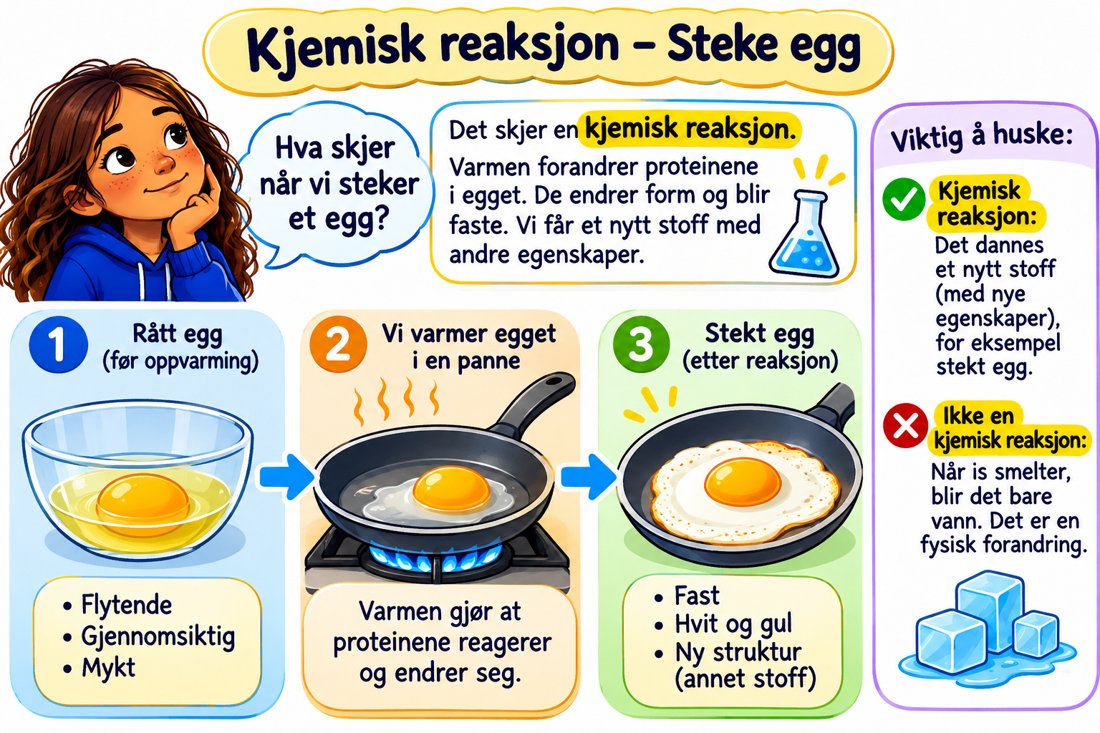 Kjemisk reaksjon – Steke egg
Hva skjer
når vi steker
et egg?
Det skjer en kjemisk reaksjon.
Varmen forandrer proteinene
i egget. De endrer form og blir
faste. Vi får et nytt stoff med
andre egenskaper.
1
Rått egg
(før oppvarming)
• Flytende
• Gjennomsiktig
• Mykt
2
Vi varmer egget
i en panne
Varmen gjør at
proteinene reagerer
og endrer seg.
3
Stekt egg
(etter reaksjon)
• Fast
• Hvit og gul
• Ny struktur
(annet stoff)
Viktig å huske:
Kjemisk
reaksjon:
Det dannes
et nytt stoff
(med nye
egenskaper),
for eksempel
stekt egg.
Ikke en
kjemisk reaksjon:
Når is smelter,
blir det bare
vann. Det er en
fysisk forandring.